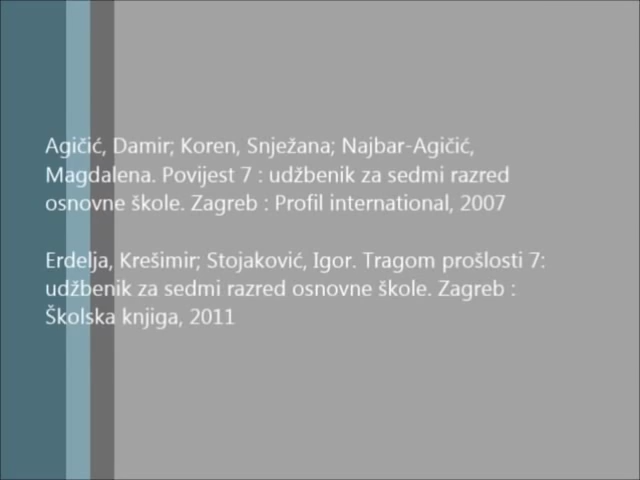 Agičić, Damir; Koren, Snježana; Najbar-Agičić,
Magdalena. Povijest 7 : udžbenik za sedmi razred
osnovne škole. Zagreb : Profil international, 2007
Erdelja, Krešimir; Stojaković, Igor. Tragom prošlosti 7:
udžbenik za sedmi razred osnovne škole. Zagreb :
Školska knjiga, 2011